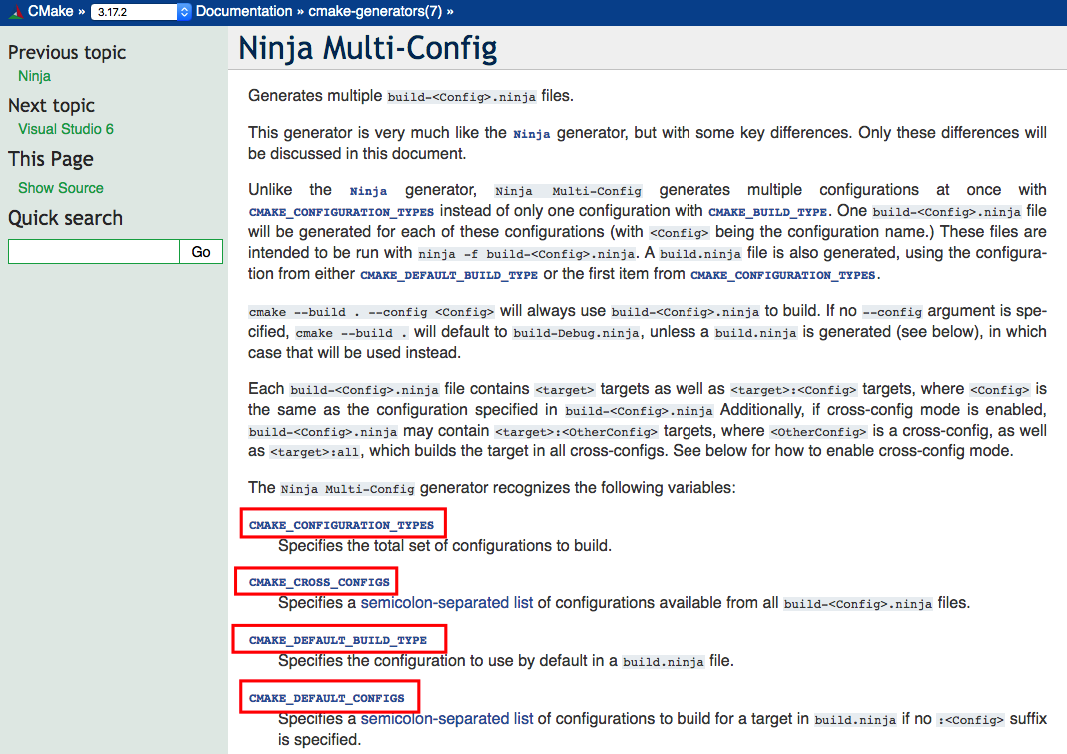 CMake » 3.17.2 Documentation » cmake-generators(7) »
Previous topic
Ninja
Next topic
Visual Studio 6
This Page
Show Source
Quick search
Go
Ninja Multi-Config
Generates multiple build-<Config>.ninja files.
This generator is very much like the Ninja generator, but with some key differences. Only these differences will
be discussed in this document.
Unlike the Ninja generator, Ninja Multi-Config generates multiple configurations at once with
CMAKE_CONFIGURATION_TYPES instead of only one configuration with CMAKE_BUILD_TYPE. One build-<Config>.ninja file
will be generated for each of these configurations (with <Config> being the configuration name.) These files are
intended to be run with ninja -f build-<Config>.ninja. A build.ninja file is also generated, using the configura-
tion from either CMAKE_DEFAULT_BUILD_TYPE or the first item from CMAKE_CONFIGURATION_TYPES.
cmake --build . --config <Config> will always use build-<Config>.ninja to build. If no --config argument is spe-
cified, cmake --build . will default to build-Debug.ninja, unless a build.ninja is generated (see below), in which
case that will be used instead.
Each build-<Config>.ninja file contains <target> targets as well as <target>:<Config> targets, where <Config> is
the same as the configuration specified in build-<Config>.ninja Additionally, if cross-config mode is enabled,
build-<Config>.ninja may contain <target>:<OtherConfig> targets, where <OtherConfig> is a cross-config, as well
as <target>:all, which builds the target in all cross-configs. See below for how to enable cross-config mode.
The Ninja Multi-Config generator recognizes the following variables:
CMAKE_CONFIGURATION_TYPES
Specifies the total set of configurations to build.
CMAKE_CROSS_CONFIGS
Specifies a semicolon-separated list of configurations available from all build-<Config>.ninja files.
CMAKE_DEFAULT_BUILD_TYPE
Specifies the configuration to use by default in a build.ninja file.
CMAKE_DEFAULT_CONFIGS
Specifies a semicolon-separated list of configurations to build for a target in build.ninja if no :<Config> suffix
is specified.